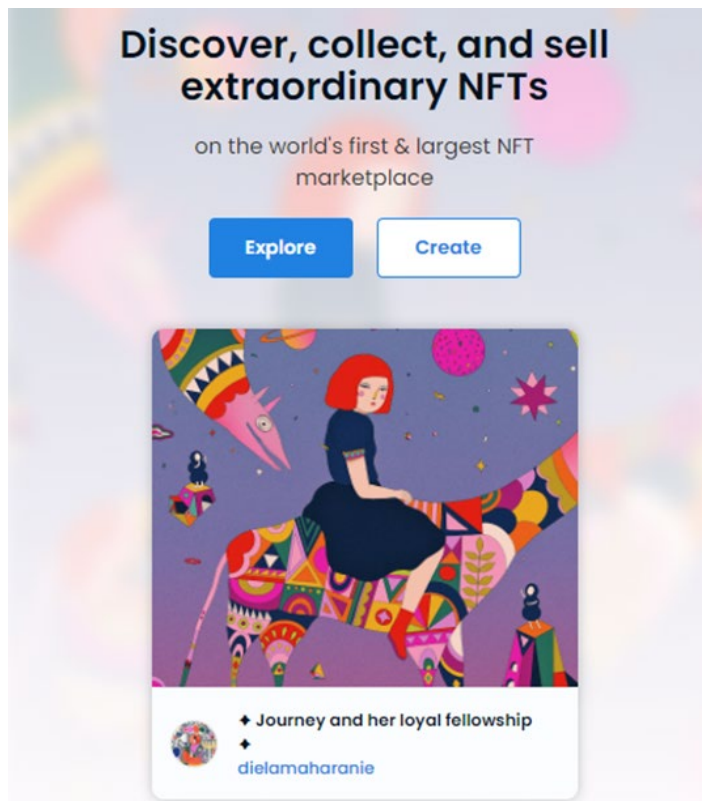 Discover, collect, and sell
extraordinary NFTs
on the world's first & largest NFT
marketplace
Explore
Create
✦ Journey and her loyal fellowship
✦
dielamaharanie